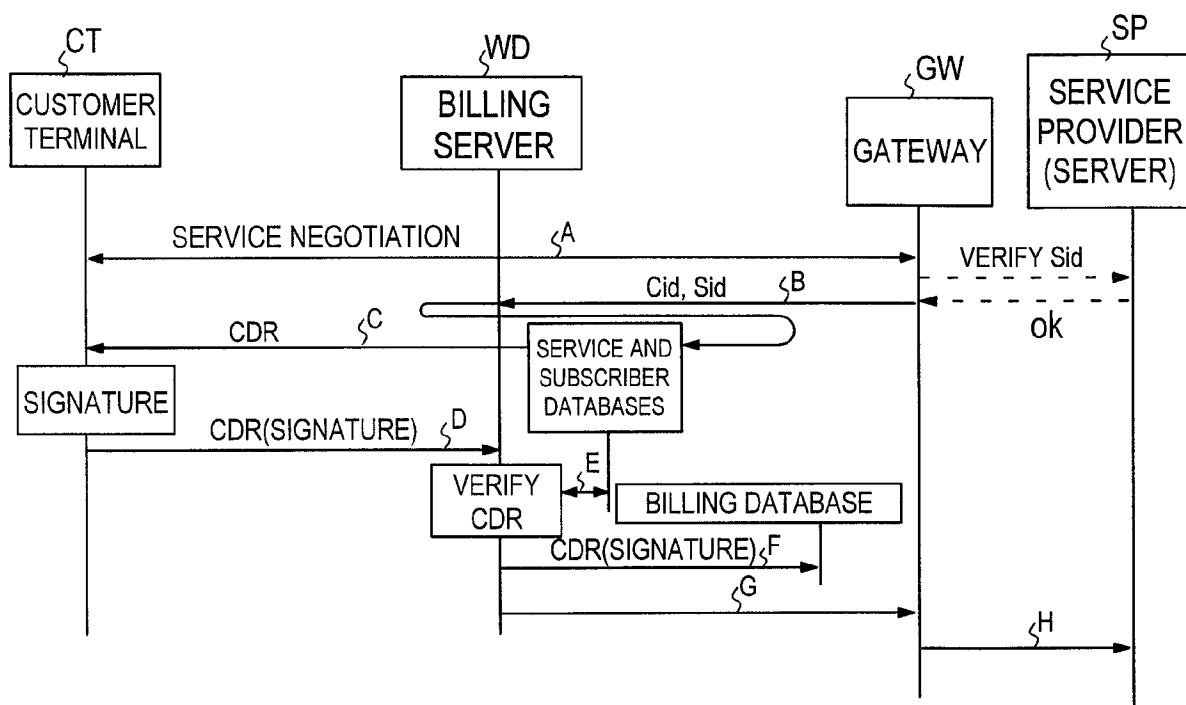 CT
WD
GW
SP
CUSTOMER
TERMINAL
BILLING
SERVER
GATEWAY
SERVICE
PROVIDER
(SERVER)
SERVICE NEGOTIATION
A
VERIFY Sid
Cid, Sid
B
ok
CDR
C
SERVICE AND
SUBSCRIBER
DATABASES
SIGNATURE
CDR(SIGNATURE)
D
VERIFY
CDR
E
BILLING DATABASE
CDR(SIGNATURE)
F
G
H